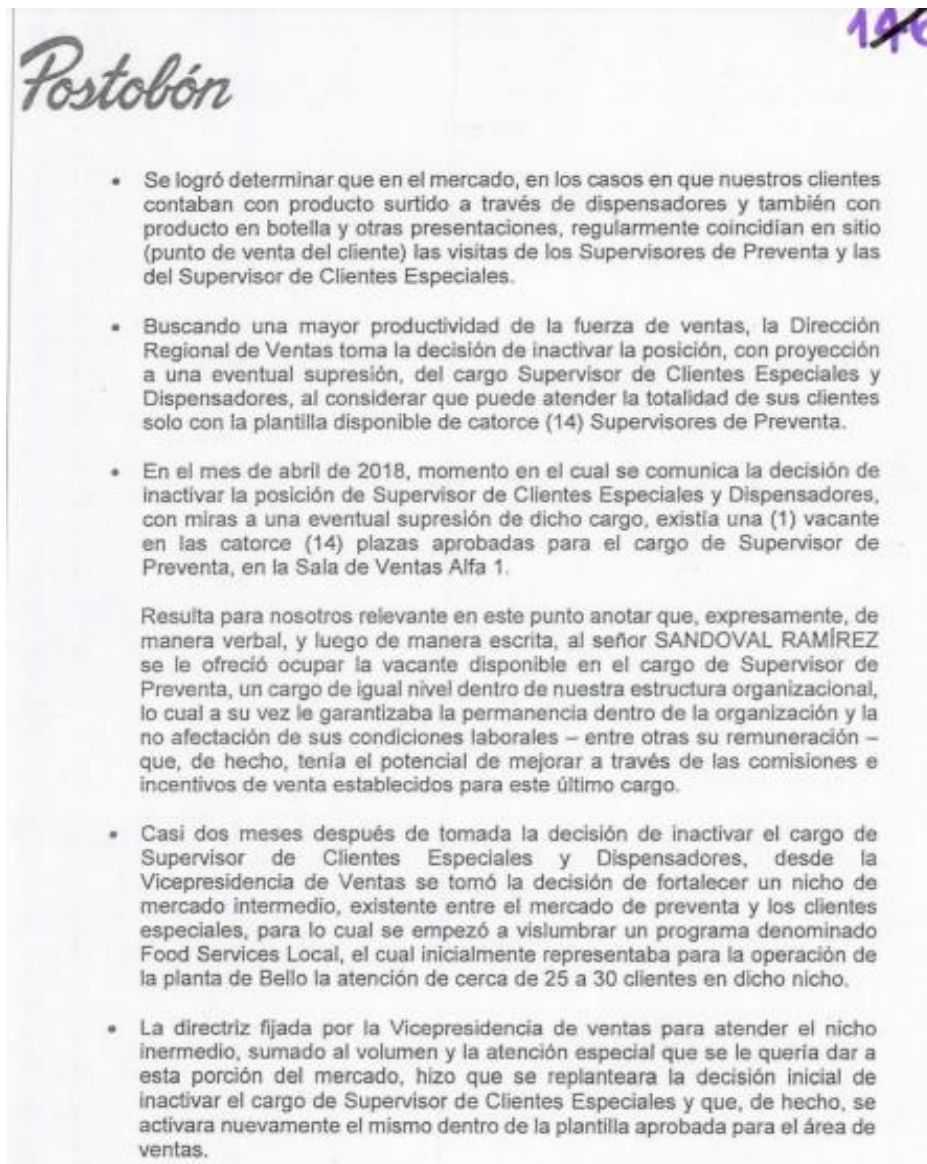 146
Postobón
• Se logró determinar que en el mercado, en los casos en que nuestros clientes
contaban con producto surtido a través de dispensadores y también con
producto en botella y otras presentaciones, regularmente coincidían en sitio
(punto de venta del cliente) las visitas de los Supervisores de Preventa y las
del Supervisor de Clientes Especiales.
• Buscando una mayor productividad de la fuerza de ventas, la Dirección
Regional de Ventas toma la decisión de inactivar la posición, con proyección
a una eventual supresión, del cargo Supervisor de Clientes Especiales y
Dispensadores, al considerar que puede atender la totalidad de sus clientes
solo con la plantilla disponible de catorce (14) Supervisores de Preventa.
• En el mes de abril de 2018, momento en el cual se comunica la decisión de
inactivar la posición de Supervisor de Clientes Especiales y Dispensadores,
con miras a una eventual supresión de dicho cargo, existía una (1) vacante
en las catorce (14) plazas aprobadas para el cargo de Supervisor de
Preventa, en la Sala de Ventas Alfa 1.
Resulta para nosotros relevante en este punto anotar que, expresamente, de
manera verbal, y luego de manera escrita, al señor SANDOVAL RAMÍREZ
se le ofreció ocupar la vacante disponible en el cargo de Supervisor de
Preventa, un cargo de igual nivel dentro de nuestra estructura organizacional,
lo cual a su vez le garantizaba la permanencia dentro de la organización y la
no afectación de sus condiciones laborales – entre otras su remuneración –
que, de hecho, tenía el potencial de mejorar a través de las comisiones e
incentivos de venta establecidos para este último cargo.
• Casi dos meses después de tomada la decisión de inactivar el cargo de
Supervisor de Clientes Especiales y Dispensadores, desde la
Vicepresidencia de Ventas se tomó la decisión de fortalecer un nicho de
mercado intermedio, existente entre el mercado de preventa y los clientes
especiales, para lo cual se empezó a vislumbrar un programa denominado
Food Services Local, el cual inicialmente representaba para la operación de
la planta de Bello la atención de cerca de 25 a 30 clientes en dicho nicho.
• La directriz fijada por la Vicepresidencia de ventas para atender el nicho
inermedio, sumado al volumen y la atención especial que se le quería dar a
esta porción del mercado, hizo que se replanteara la decisión inicial de
inactivar el cargo de Supervisor de Clientes Especiales y que, de hecho, se
activara nuevamente el mismo dentro de la plantilla aprobada para el área de
ventas.